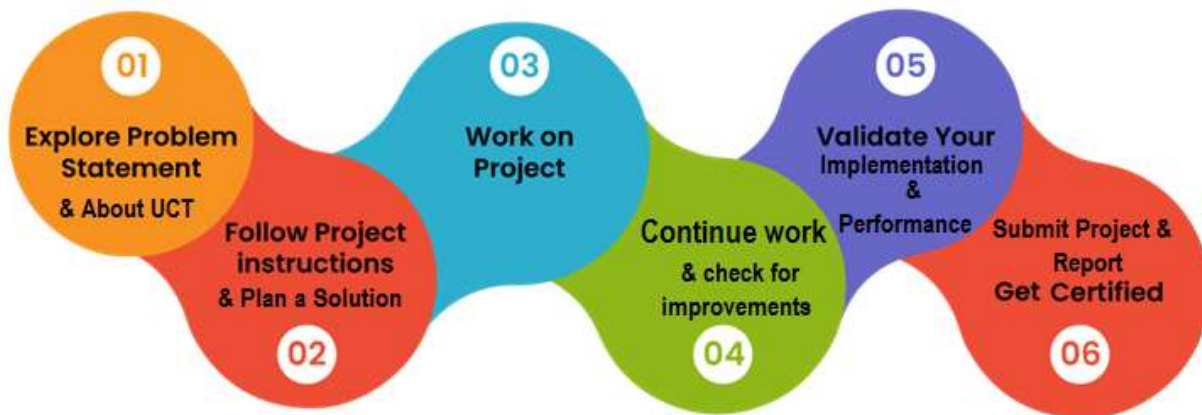 01
Explore Problem
Statement
& About UCT
Follow Project
instructions
& Plan a Solution
02
03
Work on
Project
Continue work
& check for
improvements
04
05
Validate Your
Implementation
&
Performance
Submit Project &
Report
Get Certified
06